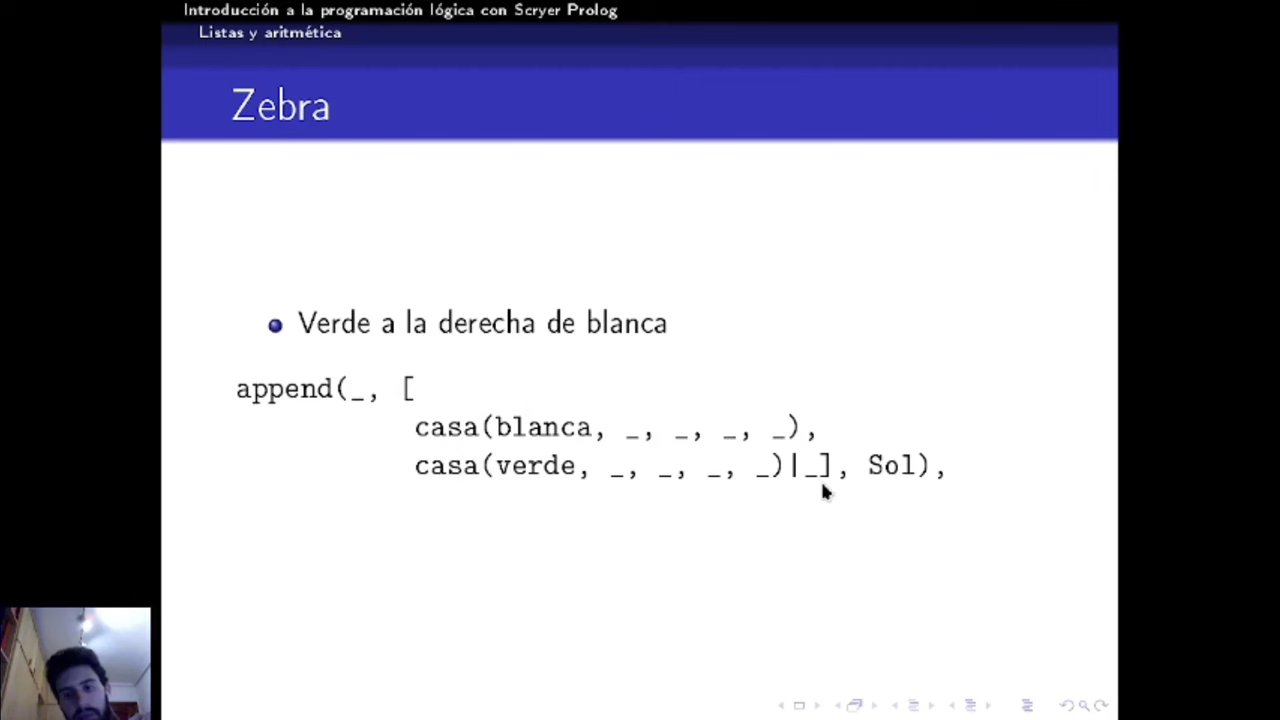 Introducción a la programación lógica con Scryer Prolog
Listas y aritmética
Zebra
Verde a la derecha de blanca
append(_, [
casa(blanca, _, _, _, _),
casa(verde, _, _, _, _)|_], Sol),